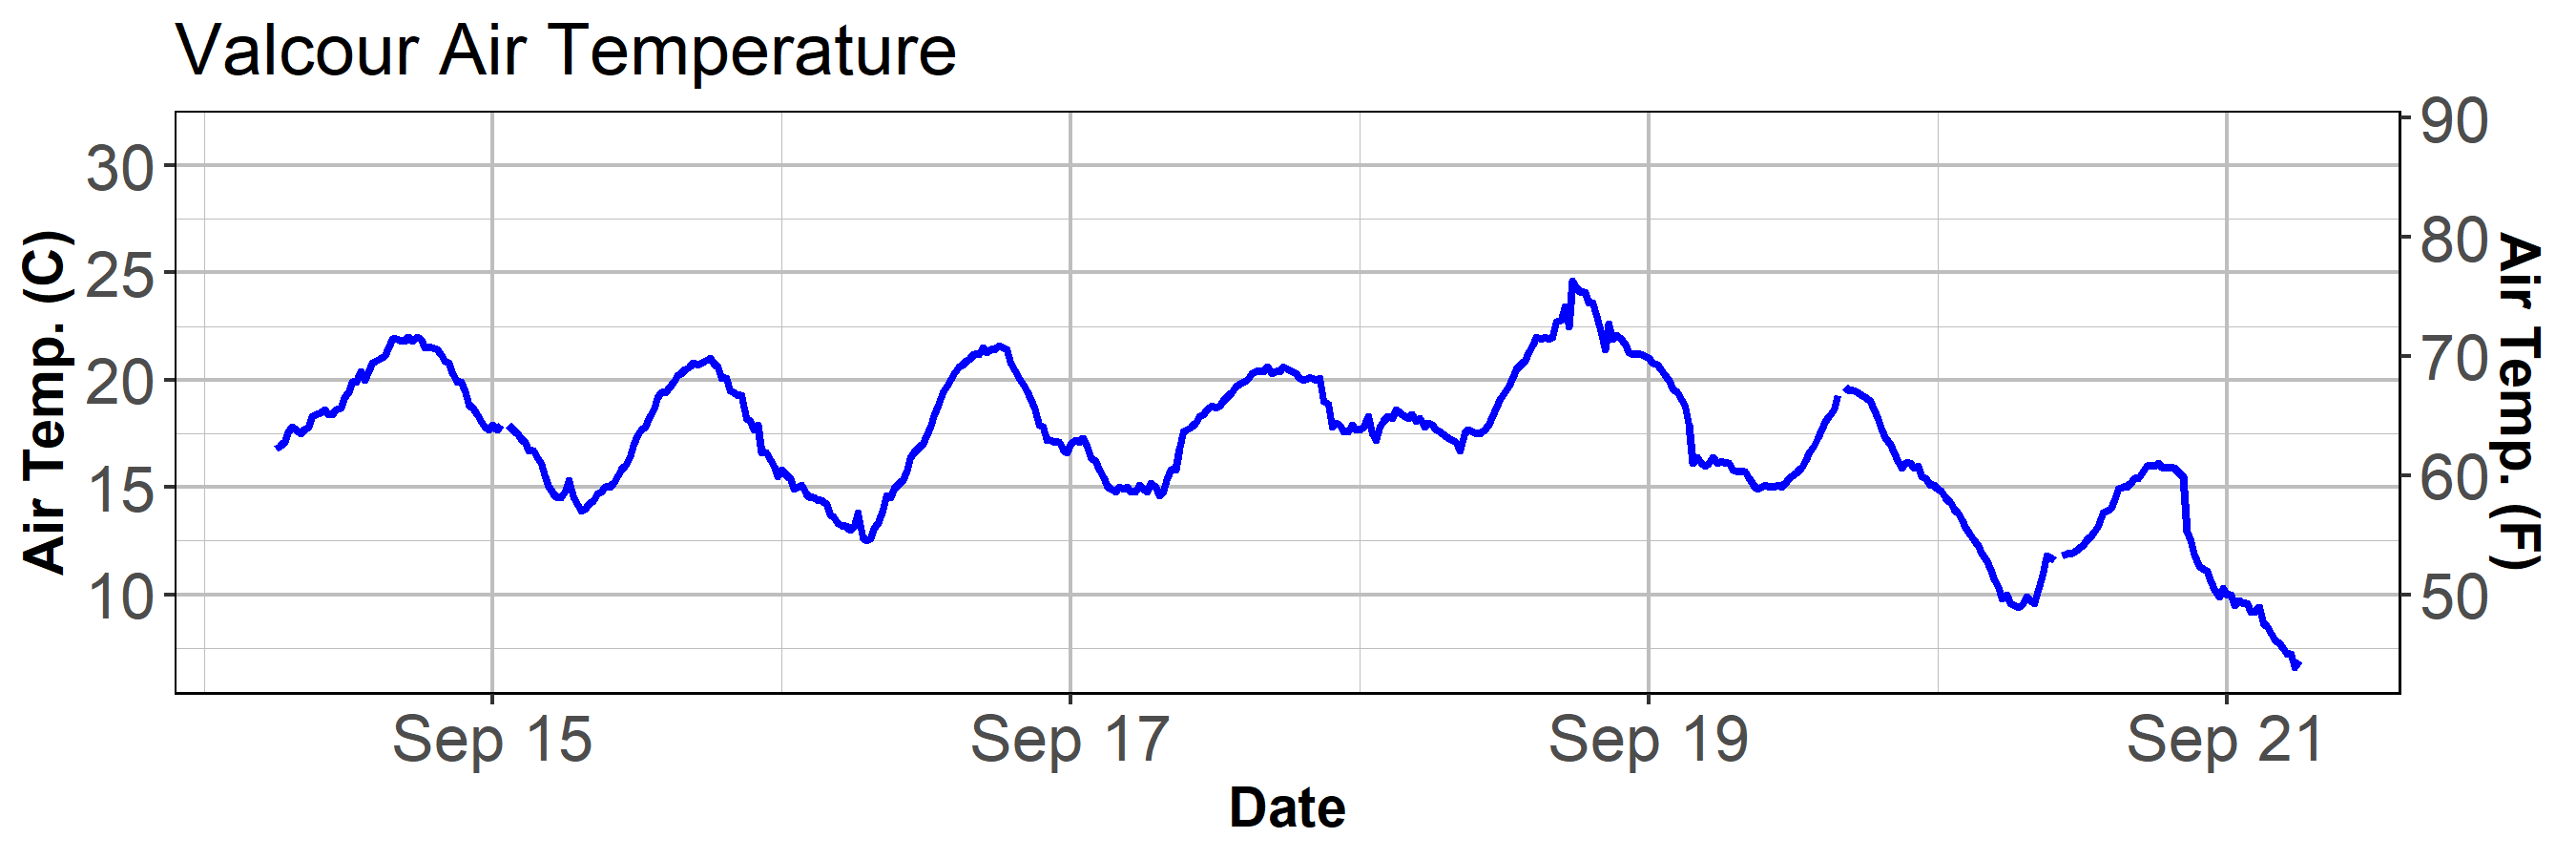 Valcour Air Temperature
Air Temp. (C)
30
25
20
15
10
90
80
70
60
50
Air Temp. (F)
Sep 15
Sep 17
Sep 19
Sep 21
Date